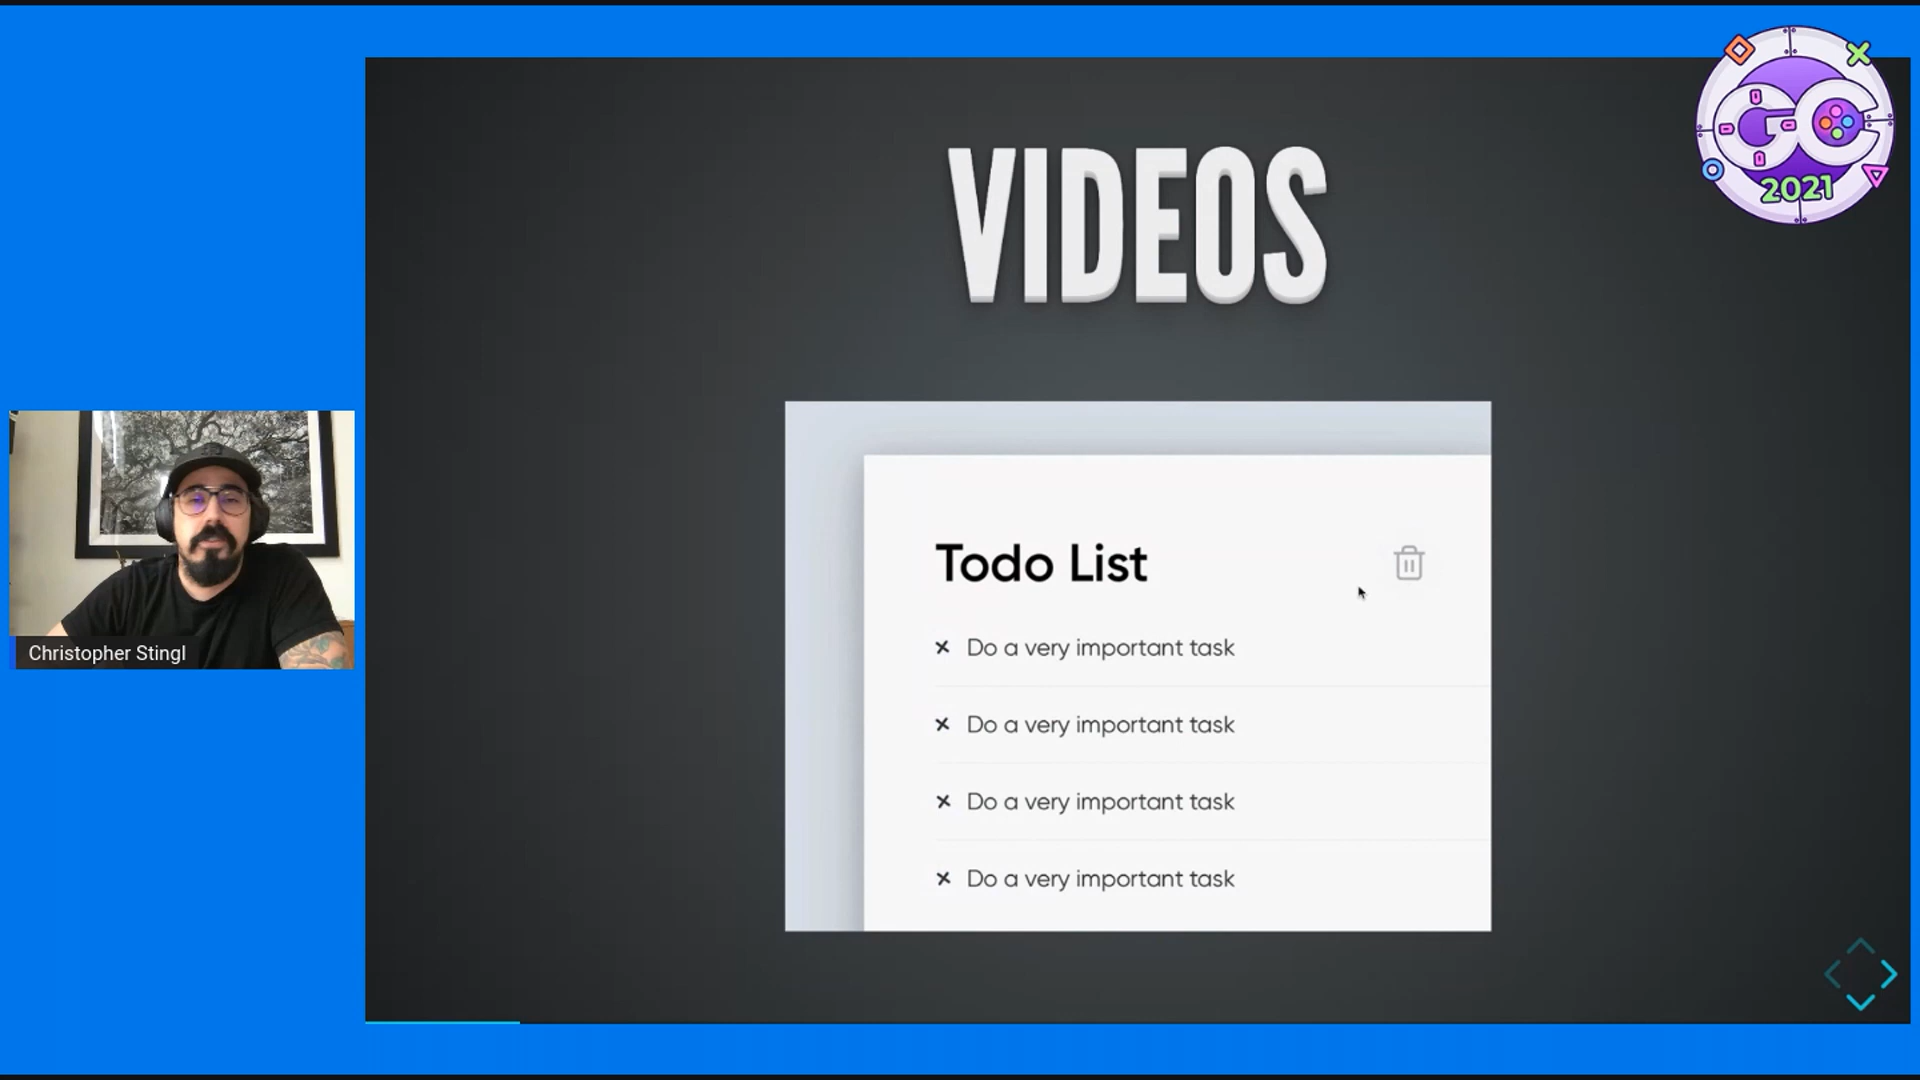 GC
2021
VIDEOS
Todo List
× Do a very important task
× Do a very important task
× Do a very important task
× Do a very important task
Christopher Stingl